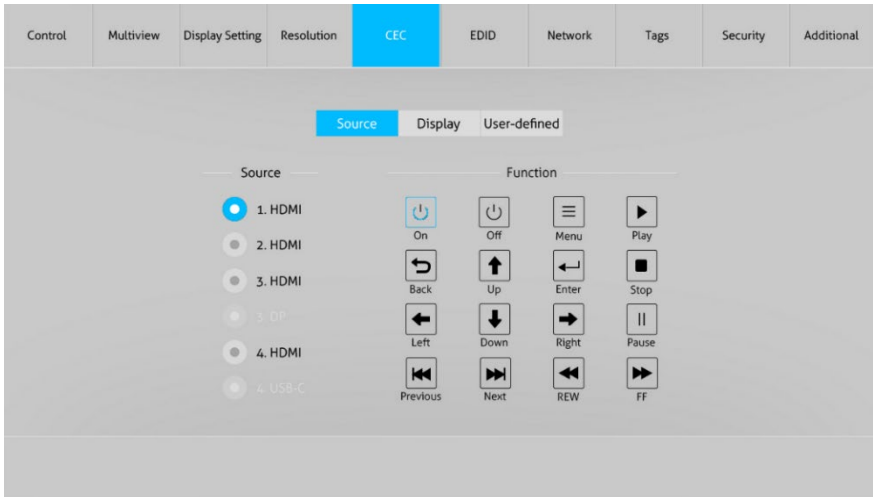 Control Multiview Display Setting Resolution CEC EDID Network Tags Security Additional
Source Display User-defined
Source Function
1. HDMI
2. HDMI
3. HDMI
3. DP
4. HDMI
4. USB-C
On Off Menu Play
Back Up Enter Stop
Left Down Right Pause
Previous Next REW FF